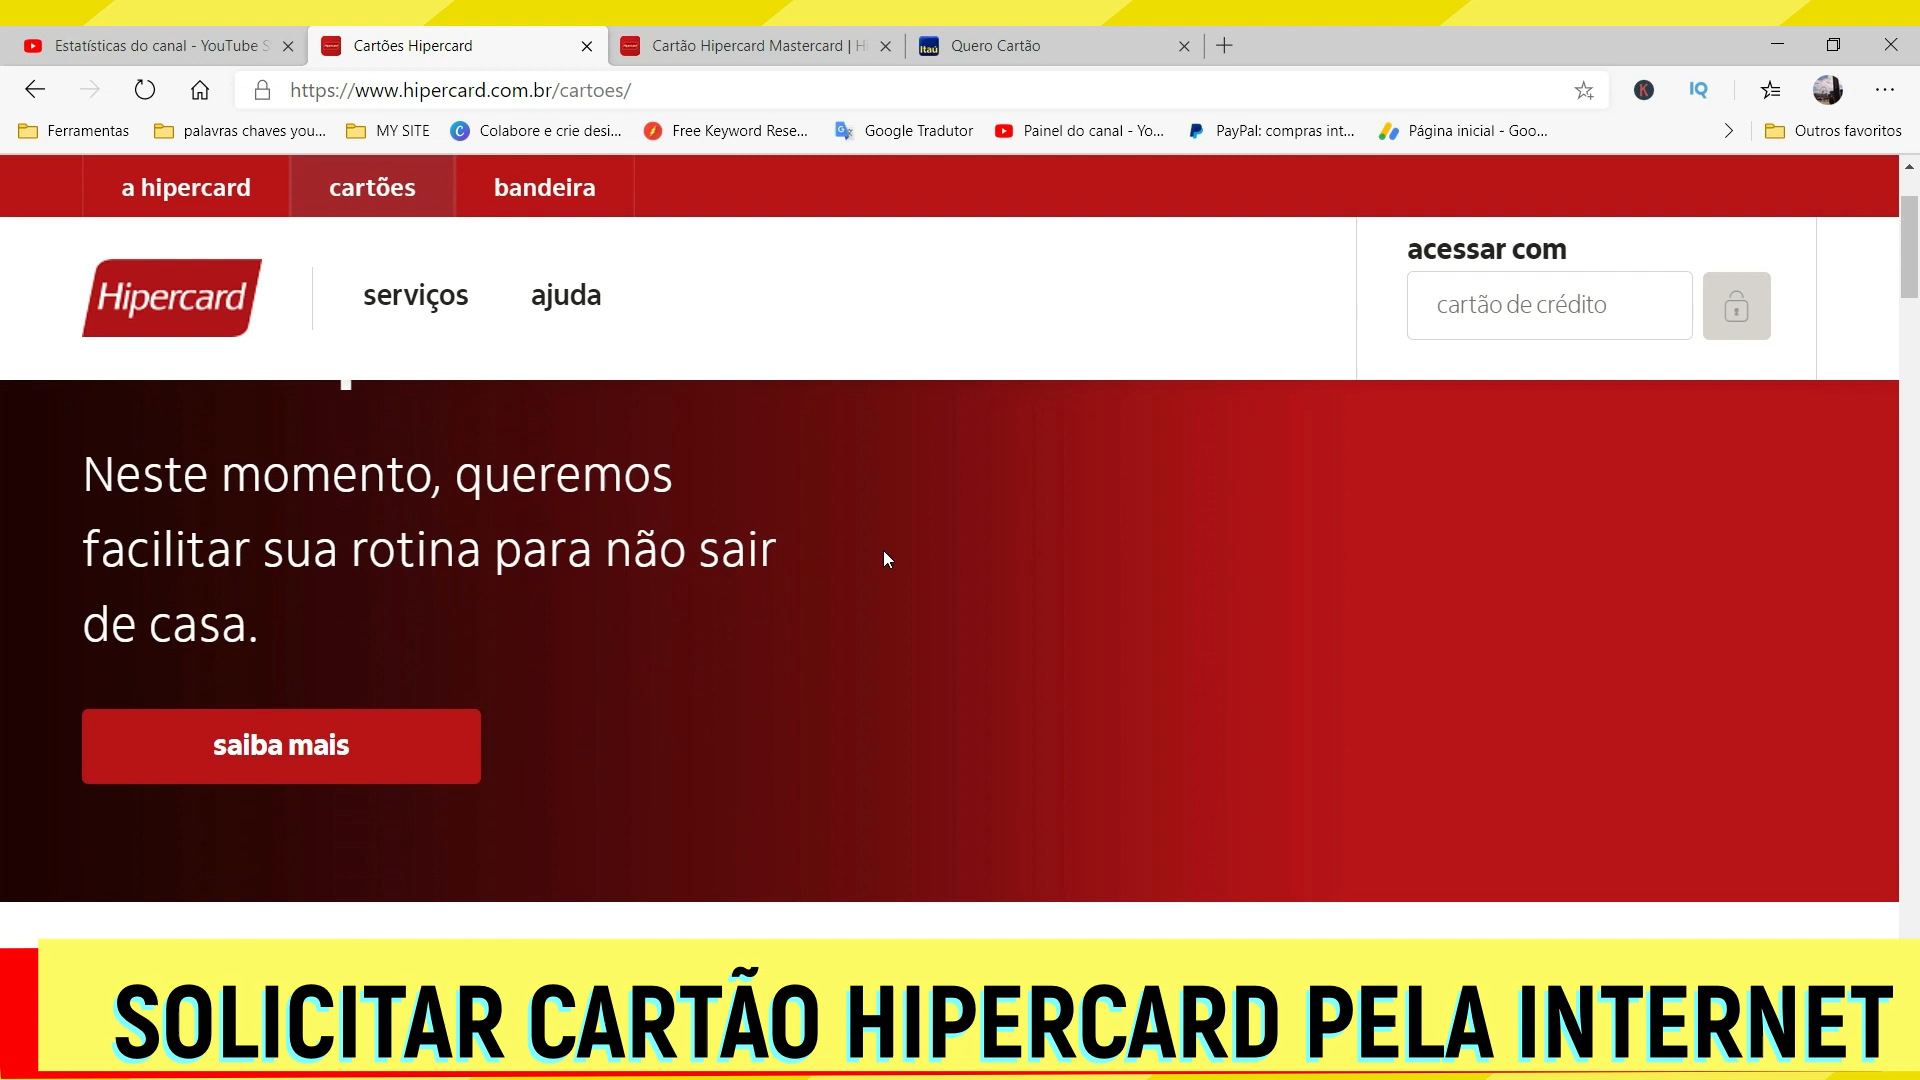 Estatísticas do canal - YouTube S
Cartões Hipercard
Cartão Hipercard Mastercard | Hi
Itaú
Quero Cartão
https://www.hipercard.com.br/cartoes/
K
IQ
Ferramentas
palavras chaves you...
MY SITE
Colabore e crie desi...
Free Keyword Rese...
Google Tradutor
Painel do canal - Yo...
PayPal: compras int...
Página inicial - Goo...
Outros favoritos
a hipercard
cartões
bandeira
Hipercard
serviços
ajuda
acessar com
cartão de crédito
Neste momento, queremos
facilitar sua rotina para não sair
de casa.
saiba mais
SOLICITAR CARTÃO HIPERCARD PELA INTERNET